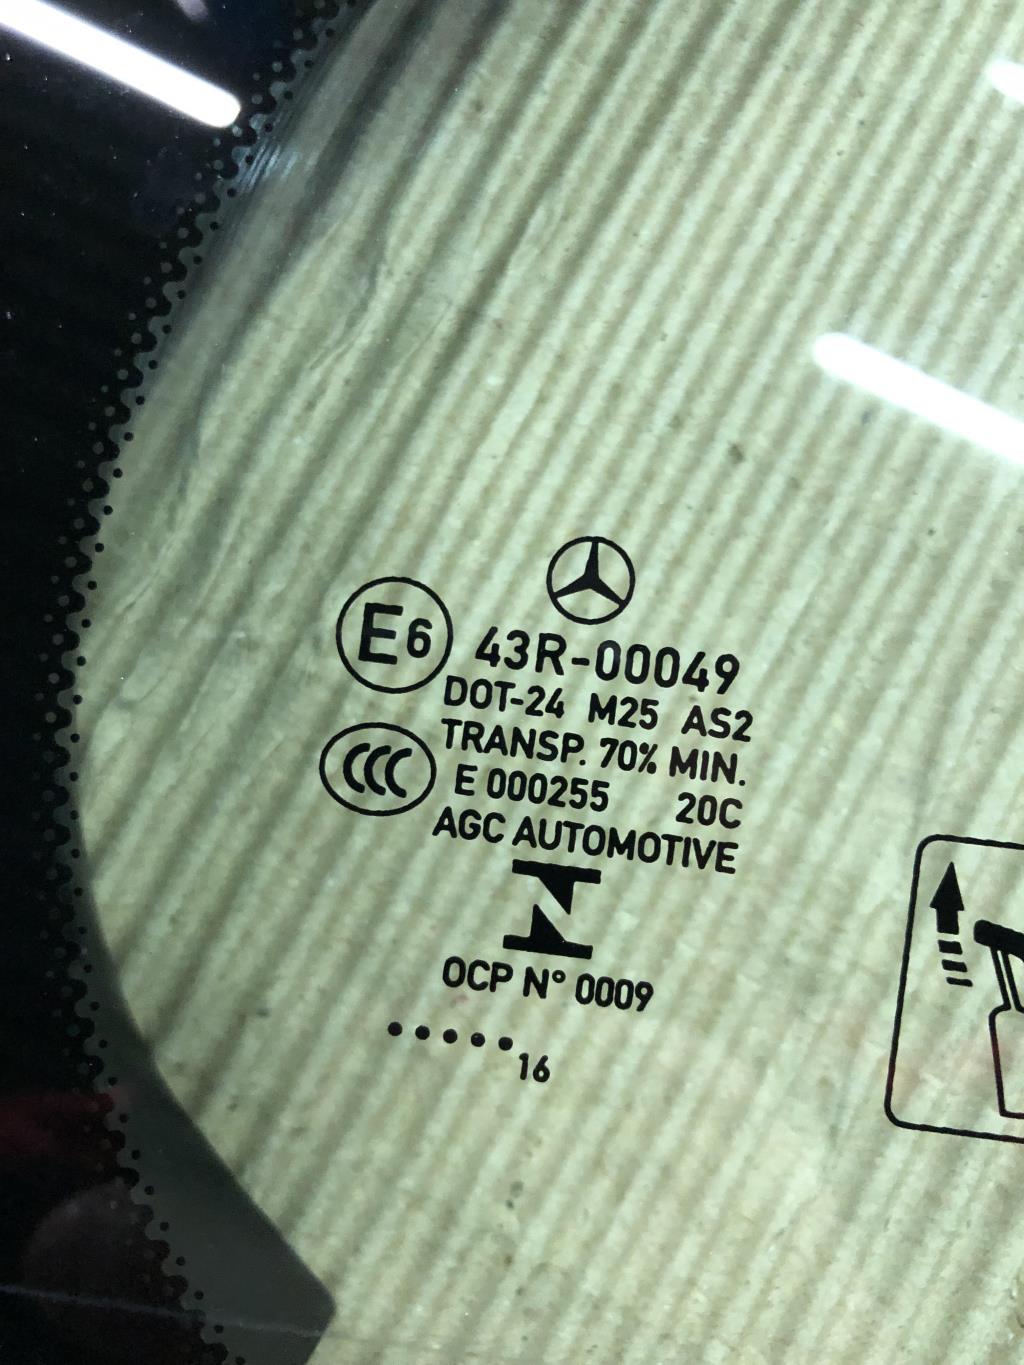 E6
43R-00049
DOT-24 M25 AS2
TRANSP. 70% MIN.
CCC
E 000255 20C
AGC AUTOMOTIVE
OCP N° 0009
.....16